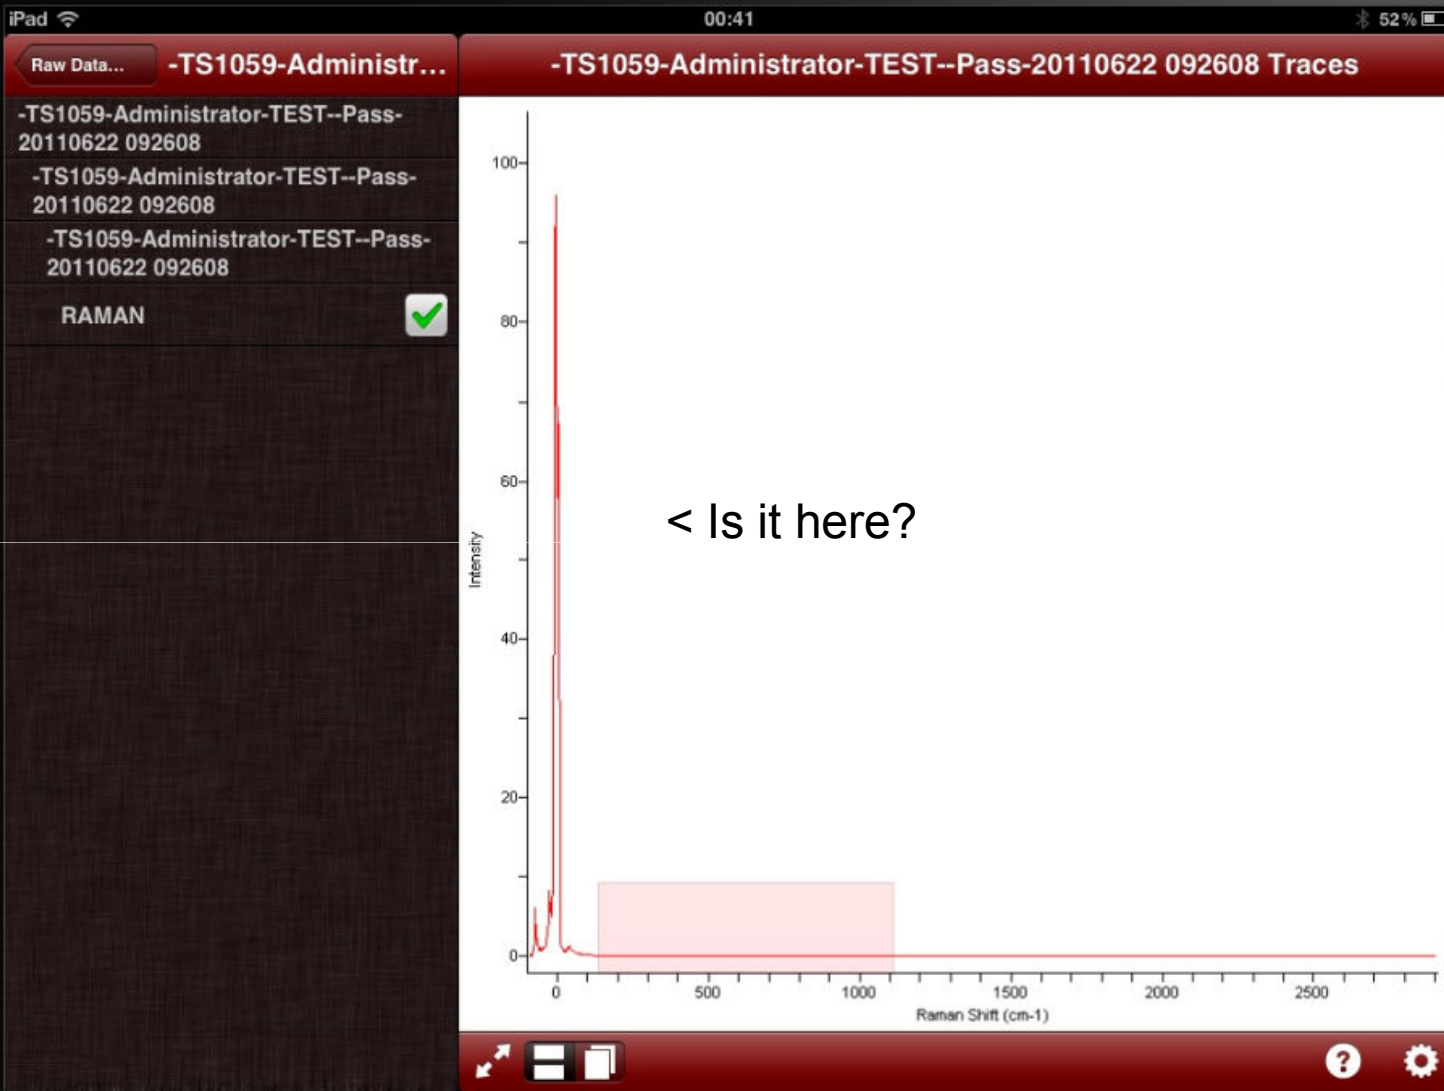 iPad 00:41 52%
Raw Data... -TS1059-Administr... -TS1059-Administrator-TEST--Pass-20110622 092608 Traces
-TS1059-Administrator-TEST--Pass-
20110622 092608
-TS1059-Administrator-TEST--Pass-
20110622 092608
-TS1059-Administrator-TEST--Pass-
20110622 092608
RAMAN
100
80
60
40
20
0
Intensity
< Is it here?
0 500 1000 1500 2000 2500
Raman Shift (cm-1)
?